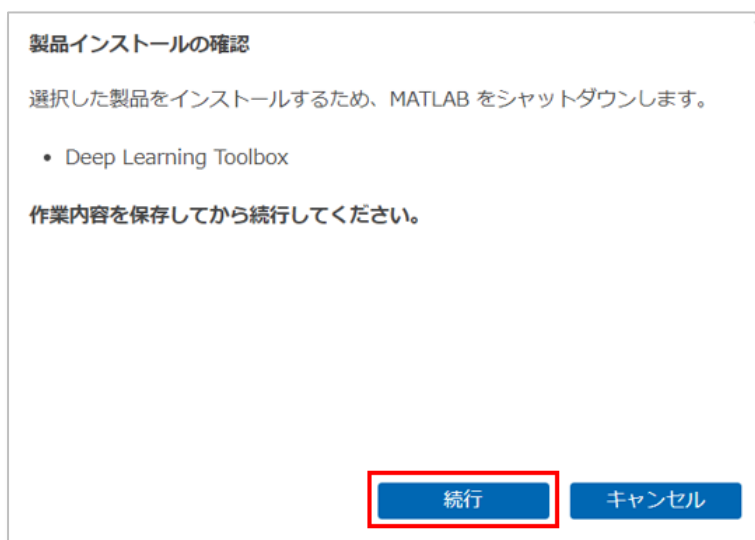 製品インストールの確認
選択した製品をインストールするため、MATLAB をシャットダウンします。
• Deep Learning Toolbox
作業内容を保存してから続行してください。
続行
キャンセル